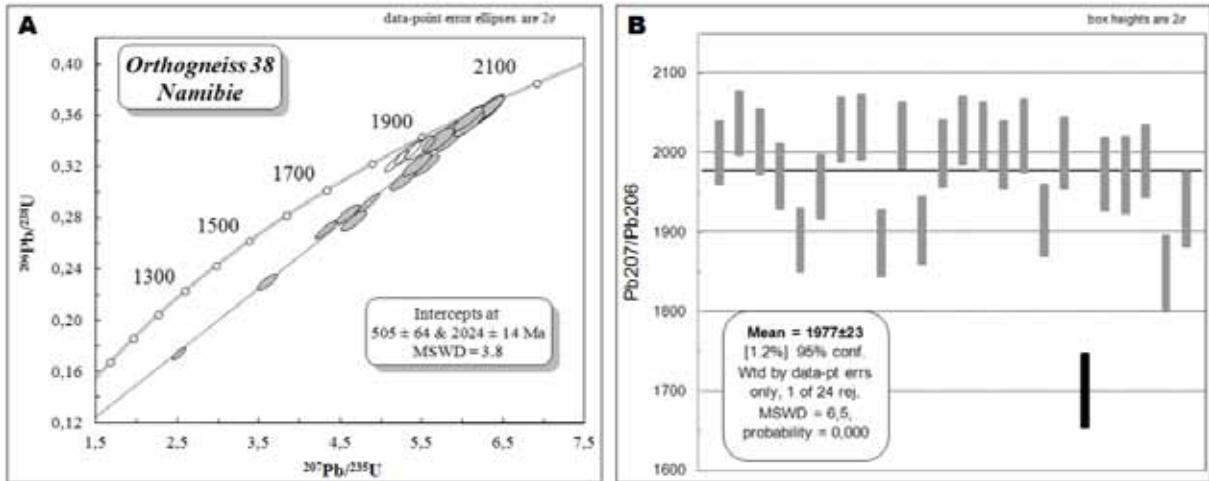 A
data-point error ellipses are 2σ
Orthogneiss 38
Namibie
0,40
0,36
0,32
0,28
0,24
0,20
0,16
0,12
2100
1900
1700
1500
1300
Intercepts at
505 ± 64 & 2024 ± 14 Ma
MSWD = 3.8
1,5 2,5 3,5 4,5 5,5 6,5 7,5
²⁰⁷Pb/²³⁵U
²⁰⁶Pb/²³⁸U
B
box heights are 2σ
2100
2000
1900
1800
1700
1600
Pb207/Pb206
Mean = 1977±23
[1.2%] 95% conf.
Wtd by data-pt errs
only, 1 of 24 rej.
MSWD = 6,5,
probability = 0,000